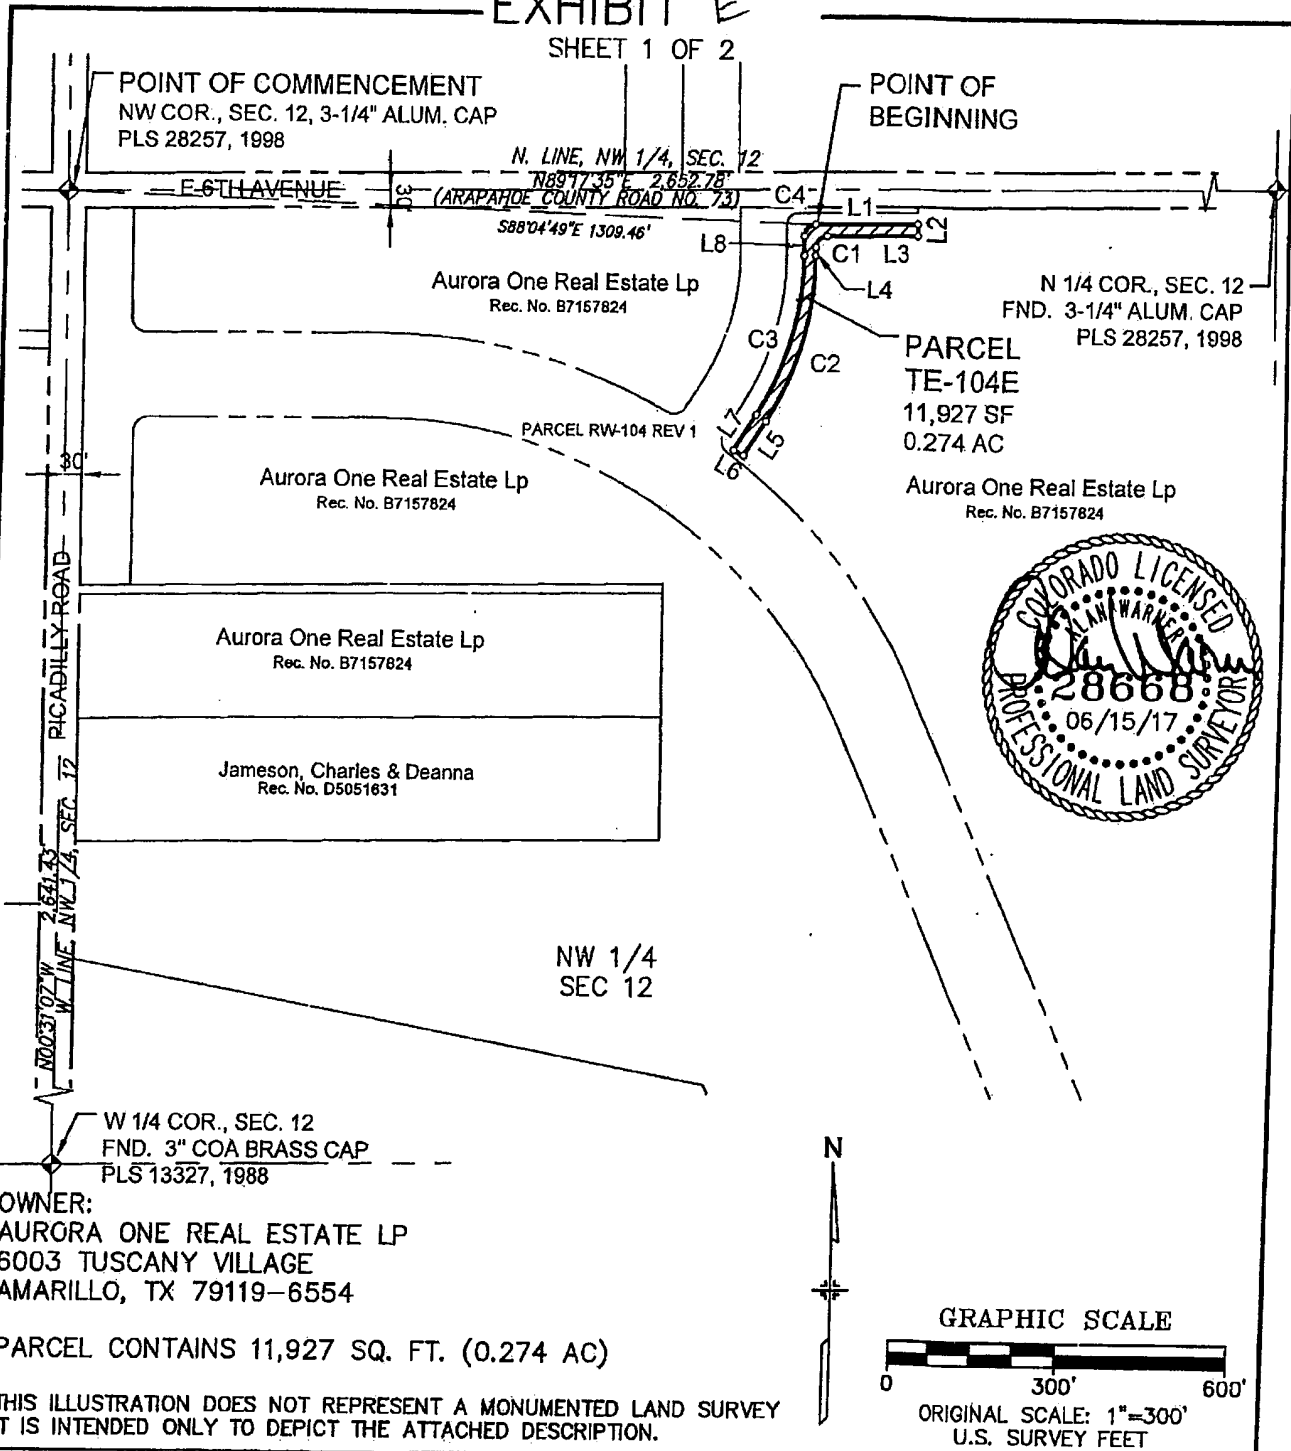 EXHIBIT E
SHEET 1 OF 2
POINT OF COMMENCEMENT
NW COR., SEC. 12, 3-1/4" ALUM. CAP
PLS 28257, 1998
POINT OF
BEGINNING
N. LINE, NW 1/4, SEC. 12
N89°17'35"E 2,652.78'
E 6TH AVENUE
30'
(ARAPAHOE COUNTY ROAD NO. 73)
S88°04'49"E 1309.46'
C4
L1
L2
L8
C1
L3
L4
N 1/4 COR., SEC. 12
FND. 3-1/4" ALUM. CAP
PLS 28257, 1998
Aurora One Real Estate Lp
Rec. No. B7157824
C3
C2
PARCEL
TE-104E
11,927 SF
0.274 AC
L7
L5
L6
PARCEL RW-104 REV 1
30'
Aurora One Real Estate Lp
Rec. No. B7157824
Aurora One Real Estate Lp
Rec. No. B7157824
PICADILLY ROAD
COLORADO LICENSED
ALAN WARNER
28668
06/15/17
PROFESSIONAL LAND SURVEYOR
Aurora One Real Estate Lp
Rec. No. B7157824
Jameson, Charles & Deanna
Rec. No. D5051631
N00°31'07"W 2,641.43'
W. LINE, NW 1/4, SEC. 12
NW 1/4
SEC 12
W 1/4 COR., SEC. 12
FND. 3" COA BRASS CAP
PLS 13327, 1988
N
OWNER:
AURORA ONE REAL ESTATE LP
6003 TUSCANY VILLAGE
AMARILLO, TX 79119-6554
PARCEL CONTAINS 11,927 SQ. FT. (0.274 AC)
THIS ILLUSTRATION DOES NOT REPRESENT A MONUMENTED LAND SURVEY
IT IS INTENDED ONLY TO DEPICT THE ATTACHED DESCRIPTION.
GRAPHIC SCALE
0 300' 600'
ORIGINAL SCALE: 1"=300'
U.S. SURVEY FEET